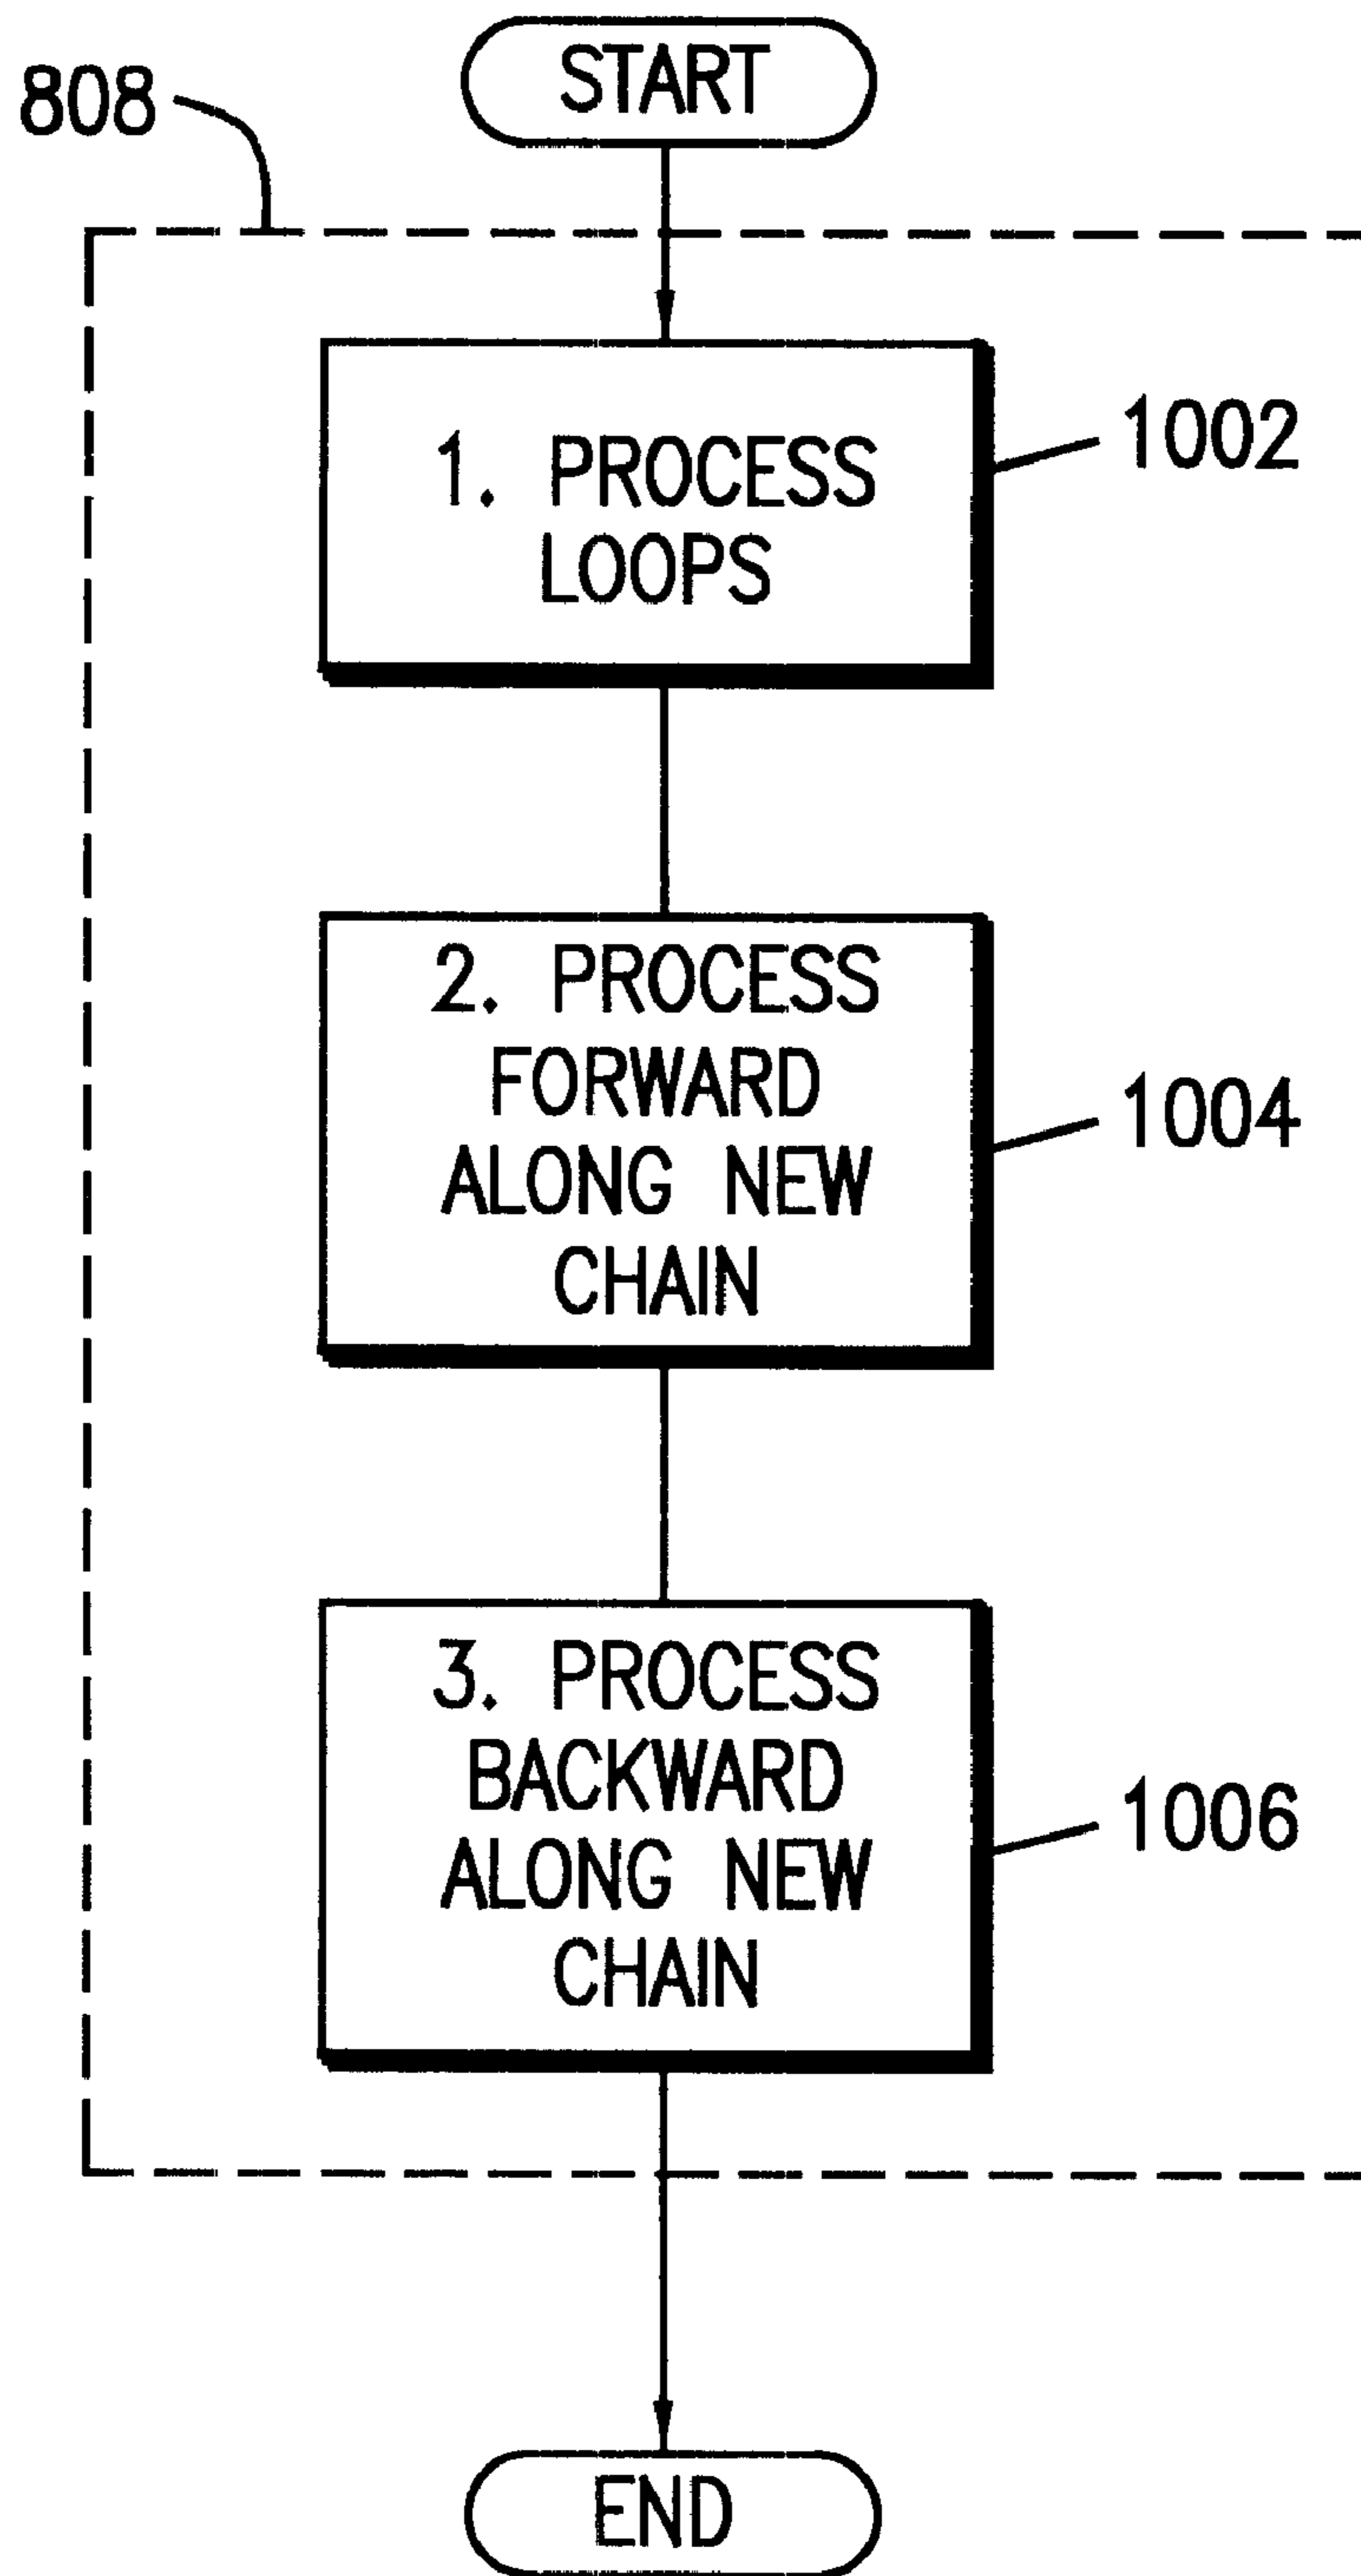 START
808
1. PROCESS
LOOPS
1002
2. PROCESS
FORWARD
ALONG NEW
CHAIN
1004
3. PROCESS
BACKWARD
ALONG NEW
CHAIN
1006
END